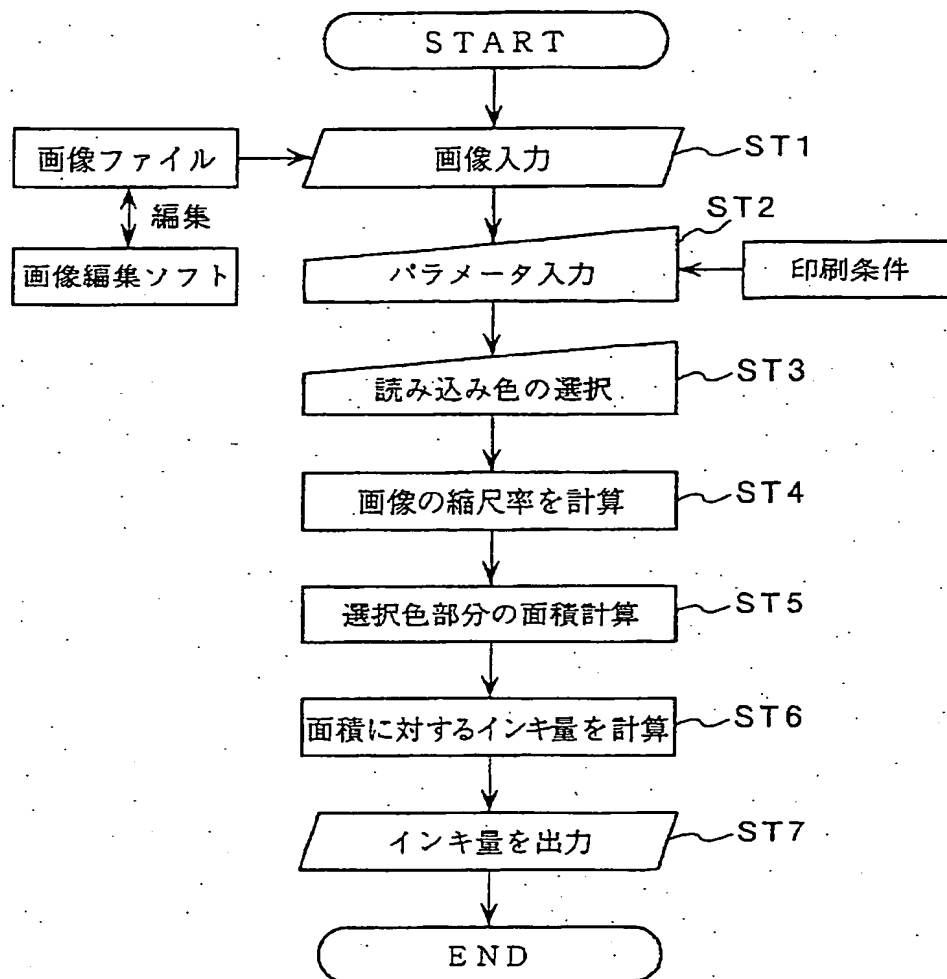 START
画像ファイル
画像入力
ST1
編集
ST2
画像編集ソフト
パラメータ入力
印刷条件
読み込み色の選択
ST3
画像の縮尺率を計算
ST4
選択色部分の面積計算
ST5
面積に対するインキ量を計算
ST6
インキ量を出力
ST7
END